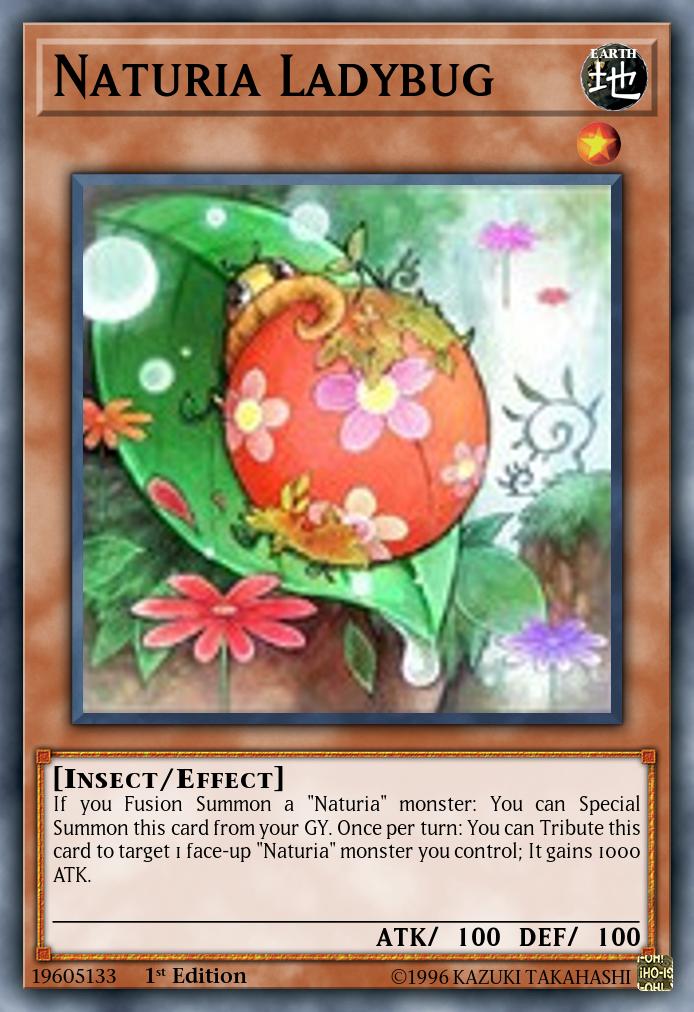 Naturia Ladybug
EARTH
地
[Insect/Effect]
If you Fusion Summon a "Naturia" monster: You can Special
Summon this card from your GY. Once per turn: You can Tribute this
card to target 1 face-up "Naturia" monster you control; It gains 1000
ATK.
ATK/ 100 DEF/ 100
19605133 1st Edition ©1996 KAZUKI TAKAHASHI